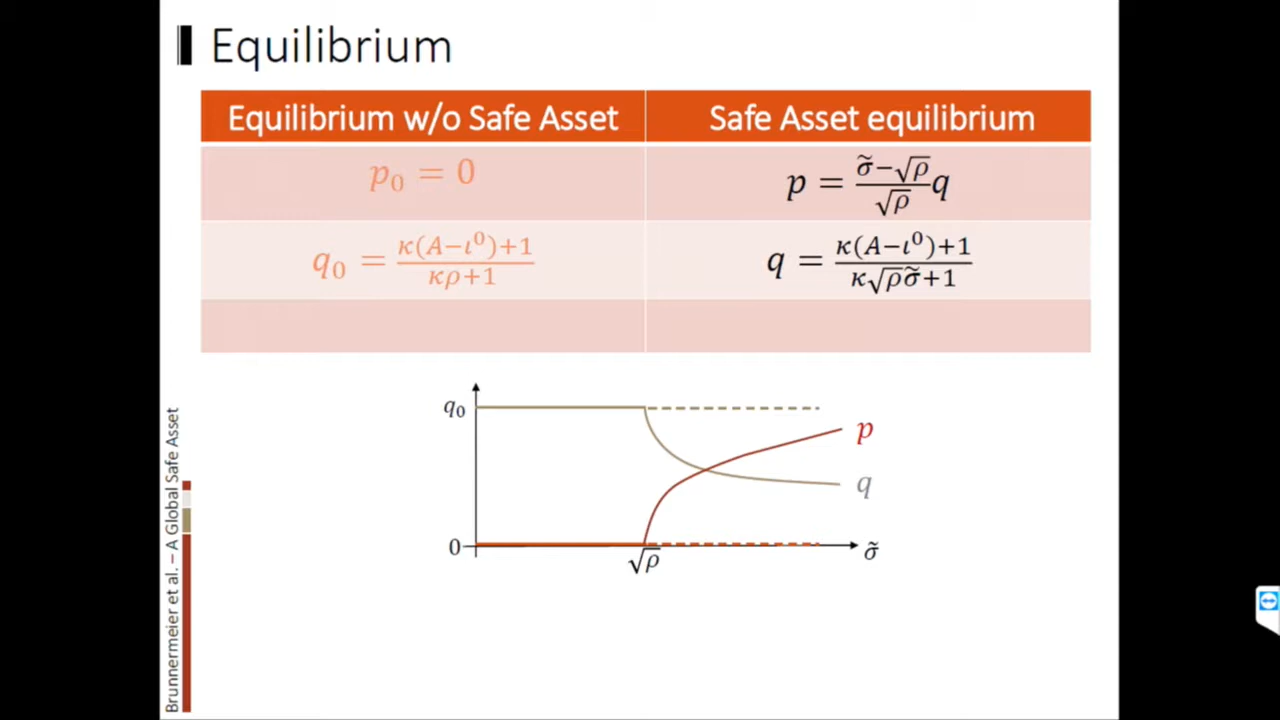 Equilibrium
Equilibrium w/o Safe Asset
Safe Asset equilibrium
p₀ = 0
p = (σ̃−√ρ)/√ρ q
q₀ = (κ(A−ι⁰)+1)/(κρ+1)
q = (κ(A−ι⁰)+1)/(κ√ρσ̃+1)
q₀
p
q
0
√ρ
σ̃
Brunnermeier et al. – A Global Safe Asset